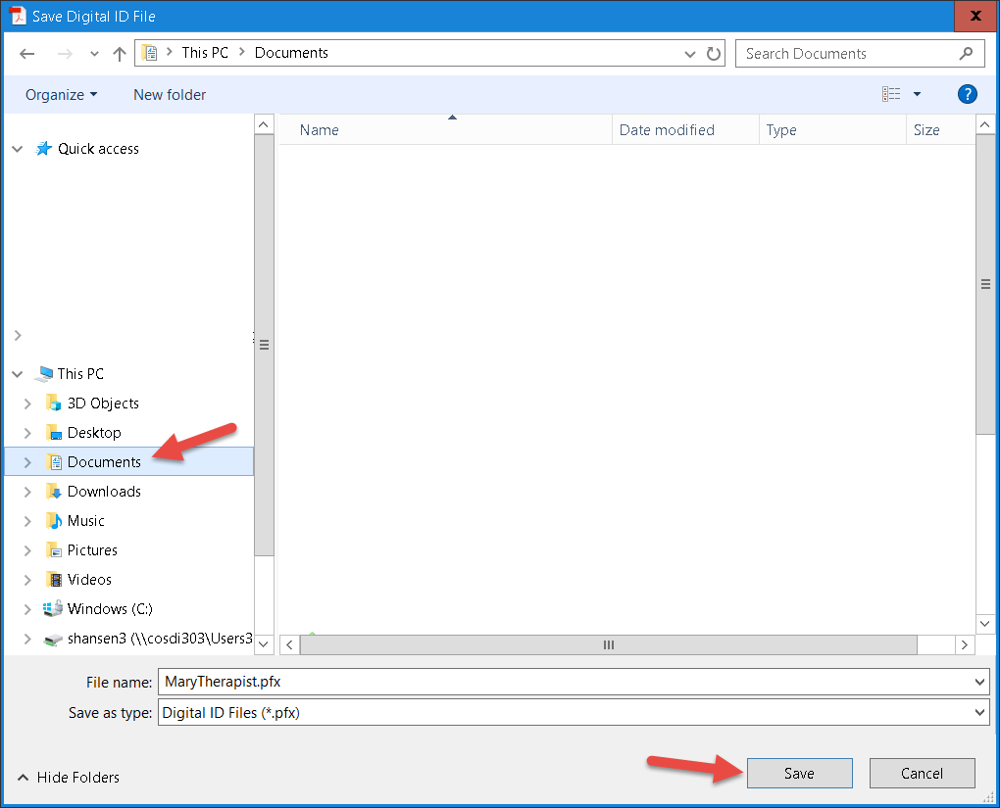 Save Digital ID File
x
This PC > Documents
Search Documents
Organize
New folder
?
Name
Date modified
Type
Size
Quick access
This PC
3D Objects
Desktop
Documents
Downloads
Music
Pictures
Videos
Windows (C:)
shansen3 (\\cosdi303\Users3
File name: MaryTherapist.pfx
Save as type: Digital ID Files (*.pfx)
Hide Folders
Save
Cancel